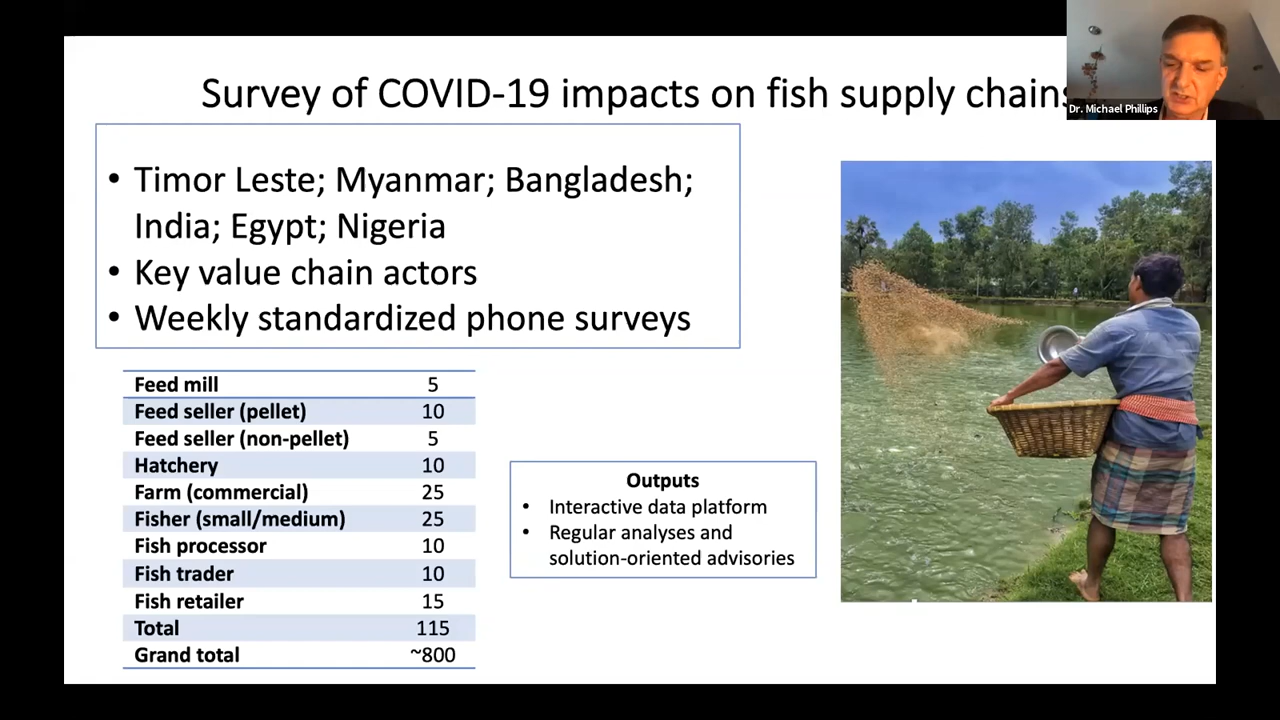 Survey of COVID-19 impacts on fish supply chains
Dr. Michael Phillips
• Timor Leste; Myanmar; Bangladesh;
India; Egypt; Nigeria
• Key value chain actors
• Weekly standardized phone surveys
Feed mill 5
Feed seller (pellet) 10
Feed seller (non-pellet) 5
Hatchery 10
Farm (commercial) 25
Fisher (small/medium) 25
Fish processor 10
Fish trader 10
Fish retailer 15
Total 115
Grand total ~800
Outputs
• Interactive data platform
• Regular analyses and
solution-oriented advisories